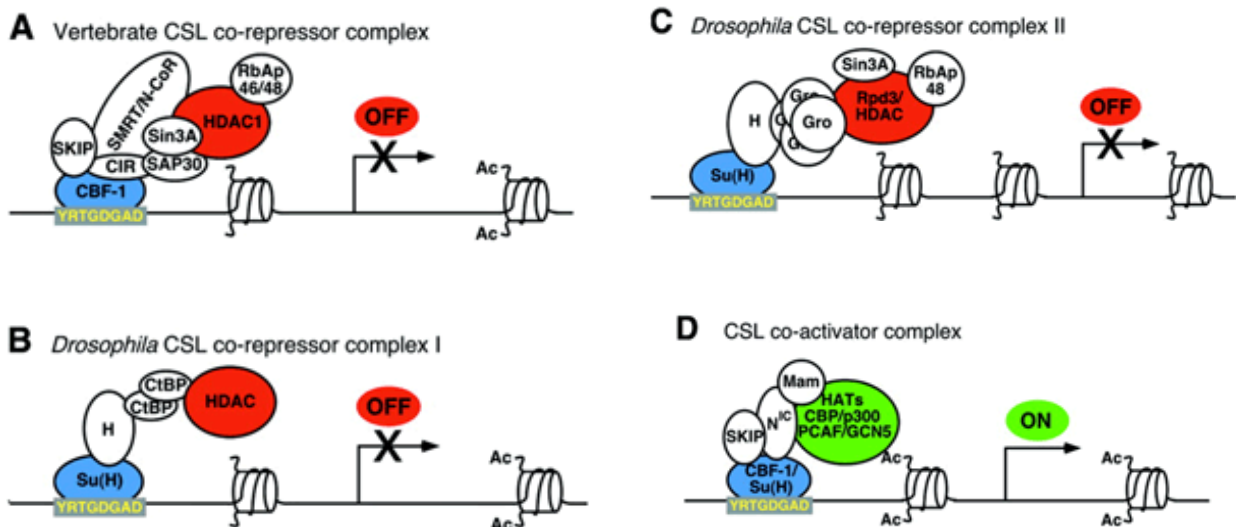 A Vertebrate CSL co-repressor complex
RbAp
46/48
SMRT/N-CoR
HDAC1
OFF
X
Sin3A
SKIP
CIR
SAP30
CBF-1
YRTGDGAD
Ac
Ac
B Drosophila CSL co-repressor complex I
CtBP
CtBP
HDAC
OFF
X
H
Su(H)
YRTGDGAD
Ac
Ac
C Drosophila CSL co-repressor complex II
Sin3A
RbAp
48
Rpd3/
HDAC
OFF
X
H
Gro
Gro
Su(H)
YRTGDGAD
D CSL co-activator complex
Mam
HATs
CBP/p300
PCAF/GCN5
ON
N^IC
SKIP
CBF-1/
Su(H)
YRTGDGAD
Ac
Ac
Ac
Ac